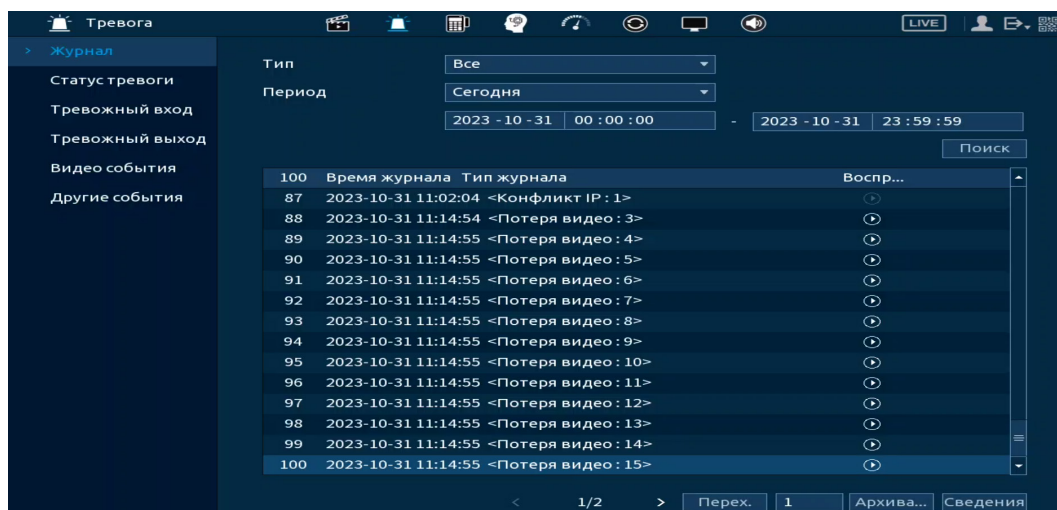 Тревога LIVE
Журнал
Статус тревоги
Тревожный вход
Тревожный выход
Видео события
Другие события
Тип Все
Период Сегодня
2023 - 10 - 31 00 : 00 : 00 - 2023 - 10 - 31 23 : 59 : 59
Поиск
100 Время журнала Тип журнала Воспр...
87 2023-10-31 11:02:04 <Конфликт IP : 1>
88 2023-10-31 11:14:54 <Потеря видео : 3>
89 2023-10-31 11:14:55 <Потеря видео : 4>
90 2023-10-31 11:14:55 <Потеря видео : 5>
91 2023-10-31 11:14:55 <Потеря видео : 6>
92 2023-10-31 11:14:55 <Потеря видео : 7>
93 2023-10-31 11:14:55 <Потеря видео : 8>
94 2023-10-31 11:14:55 <Потеря видео : 9>
95 2023-10-31 11:14:55 <Потеря видео : 10>
96 2023-10-31 11:14:55 <Потеря видео : 11>
97 2023-10-31 11:14:55 <Потеря видео : 12>
98 2023-10-31 11:14:55 <Потеря видео : 13>
99 2023-10-31 11:14:55 <Потеря видео : 14>
100 2023-10-31 11:14:55 <Потеря видео : 15>
< 1/2 > Перех. 1 Архива... Сведения